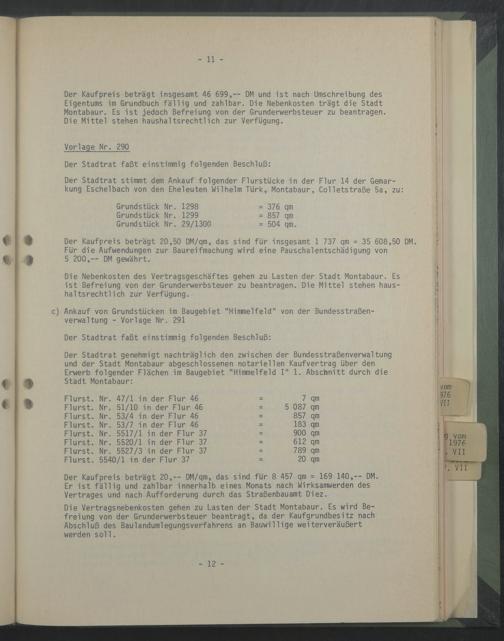 - 11 -
Der Kaufpreis beträgt insgesamt 46 699,-- DM und ist nach Umschreibung des
Eigentums im Grundbuch fällig und zahlbar. Die Nebenkosten trägt die Stadt
Montabaur. Es ist jedoch Befreiung von der Grunderwerbsteuer zu beantragen.
Die Mittel stehen haushaltsrechtlich zur Verfügung.
Vorlage Nr. 290
Der Stadtrat faßt einstimmig folgenden Beschluß:
Der Stadtrat stimmt dem Ankauf folgender Flurstücke in der Flur 14 der Gemar-
kung Eschelbach von den Eheleuten Wilhelm Türk, Montabaur, Colletstraße 5a, zu:
Grundstück Nr. 1298 = 376 qm
Grundstück Nr. 1299 = 857 qm
Grundstück Nr. 29/1300 = 504 qm.
Der Kaufpreis beträgt 20,50 DM/qm, das sind für insgesamt 1 737 qm = 35 608,50 DM.
Für die Aufwendungen zur Baureifmachung wird eine Pauschalentschädigung von
5 200,-- DM gewährt.
Die Nebenkosten des Vertragsgeschäftes gehen zu Lasten der Stadt Montabaur. Es
ist Befreiung von der Grunderwerbsteuer zu beantragen. Die Mittel stehen haus-
haltsrechtlich zur Verfügung.
c) Ankauf von Grundstücken im Baugebiet "Himmelfeld" von der Bundesstraßen-
verwaltung - Vorlage Nr. 291
Der Stadtrat faßt einstimmig folgenden Beschluß:
Der Stadtrat genehmigt nachträglich den zwischen der Bundesstraßenverwaltung
und der Stadt Montabaur abgeschlossenen notariellen Kaufvertrag über den
Erwerb folgender Flächen im Baugebiet "Himmelfeld I" 1. Abschnitt durch die
Stadt Montabaur:
Flurst. Nr. 47/1 in der Flur 46 = 7 qm
Flurst. Nr. 51/10 in der Flur 46 = 5 087 qm
Flurst. Nr. 53/4 in der Flur 46 = 857 qm
Flurst. Nr. 53/7 in der Flur 46 = 183 qm
Flurst. Nr. 5517/1 in der Flur 37 = 900 qm
Flurst. Nr. 5520/1 in der Flur 37 = 612 qm
Flurst. Nr. 5527/3 in der Flur 37 = 789 qm
Flurst. 5540/1 in der Flur 37 = 20 qm
Der Kaufpreis beträgt 20,-- DM/qm, das sind für 8 457 qm = 169 140,-- DM.
Er ist fällig und zahlbar innerhalb eines Monats nach Wirksamwerden des
Vertrages und nach Aufforderung durch das Straßenbauamt Diez.
Die Vertragsnebenkosten gehen zu Lasten der Stadt Montabaur. Es wird Be-
freiung von der Grunderwerbsteuer beantragt, da der Kaufgrundbesitz nach
Abschluß des Baulandumlegungsverfahrens an Bauwillige weiterveräußert
werden soll.
- 12 -
vom
976
VII
vom
1976
. VII
. VII